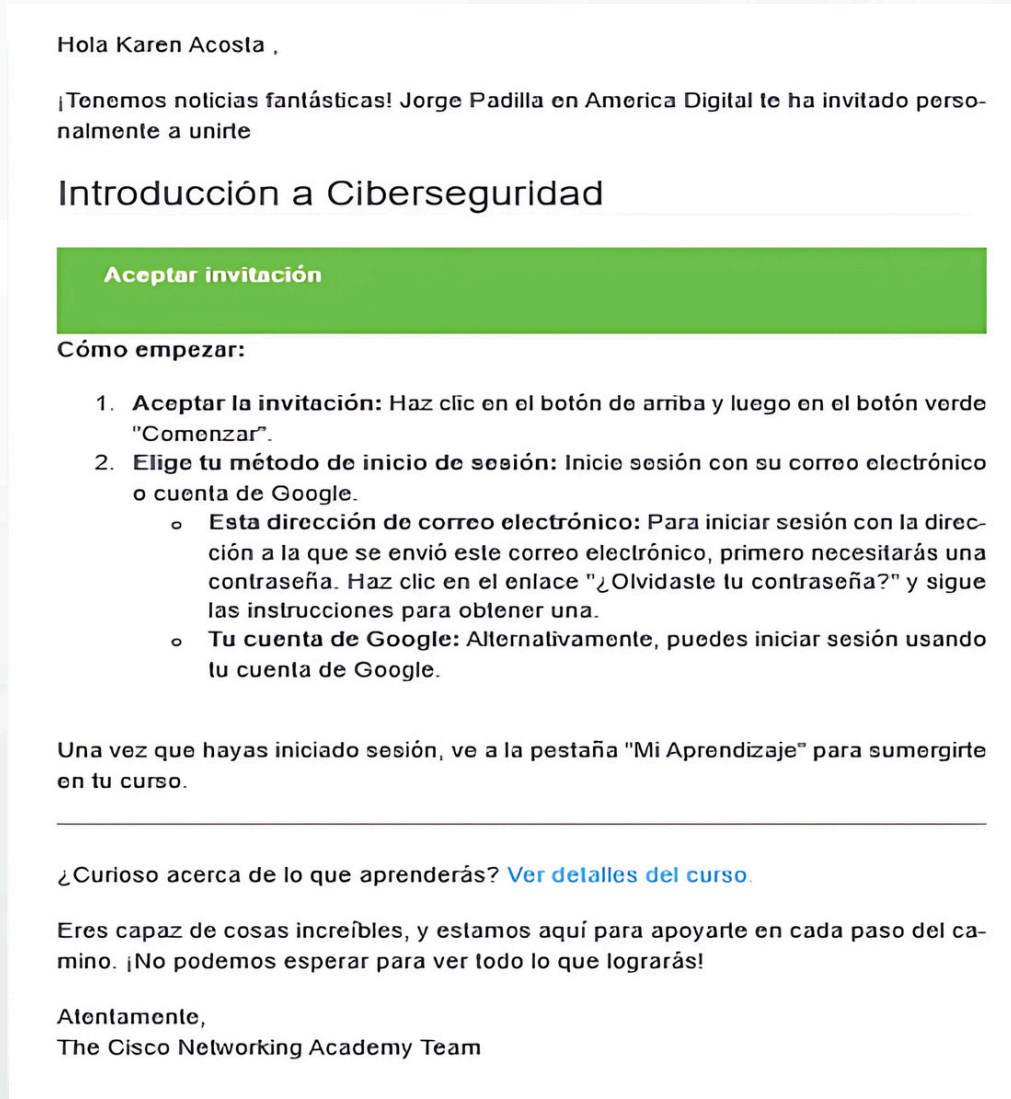 Hola Karen Acosta ,
¡Tenemos noticias fantásticas! Jorge Padilla en America Digital te ha invitado perso-
nalmente a unirte
Introducción a Ciberseguridad
Aceptar invitación
Cómo empezar:
1. Aceptar la invitación: Haz clic en el botón de arriba y luego en el botón verde
"Comenzar".
2. Elige tu método de inicio de sesión: Inicie sesión con su correo electrónico
o cuenta de Google.
o Esta dirección de correo electrónico: Para iniciar sesión con la direc-
ción a la que se envió este correo electrónico, primero necesitarás una
contraseña. Haz clic en el enlace "¿Olvidaste tu contraseña?" y sigue
las instrucciones para obtener una.
o Tu cuenta de Google: Alternativamente, puedes iniciar sesión usando
tu cuenta de Google.
Una vez que hayas iniciado sesión, ve a la pestaña "Mi Aprendizaje" para sumergirte
en tu curso.
¿Curioso acerca de lo que aprenderás? Ver detalles del curso.
Eres capaz de cosas increíbles, y estamos aquí para apoyarte en cada paso del ca-
mino. ¡No podemos esperar para ver todo lo que lograrás!
Atentamente,
The Cisco Networking Academy Team